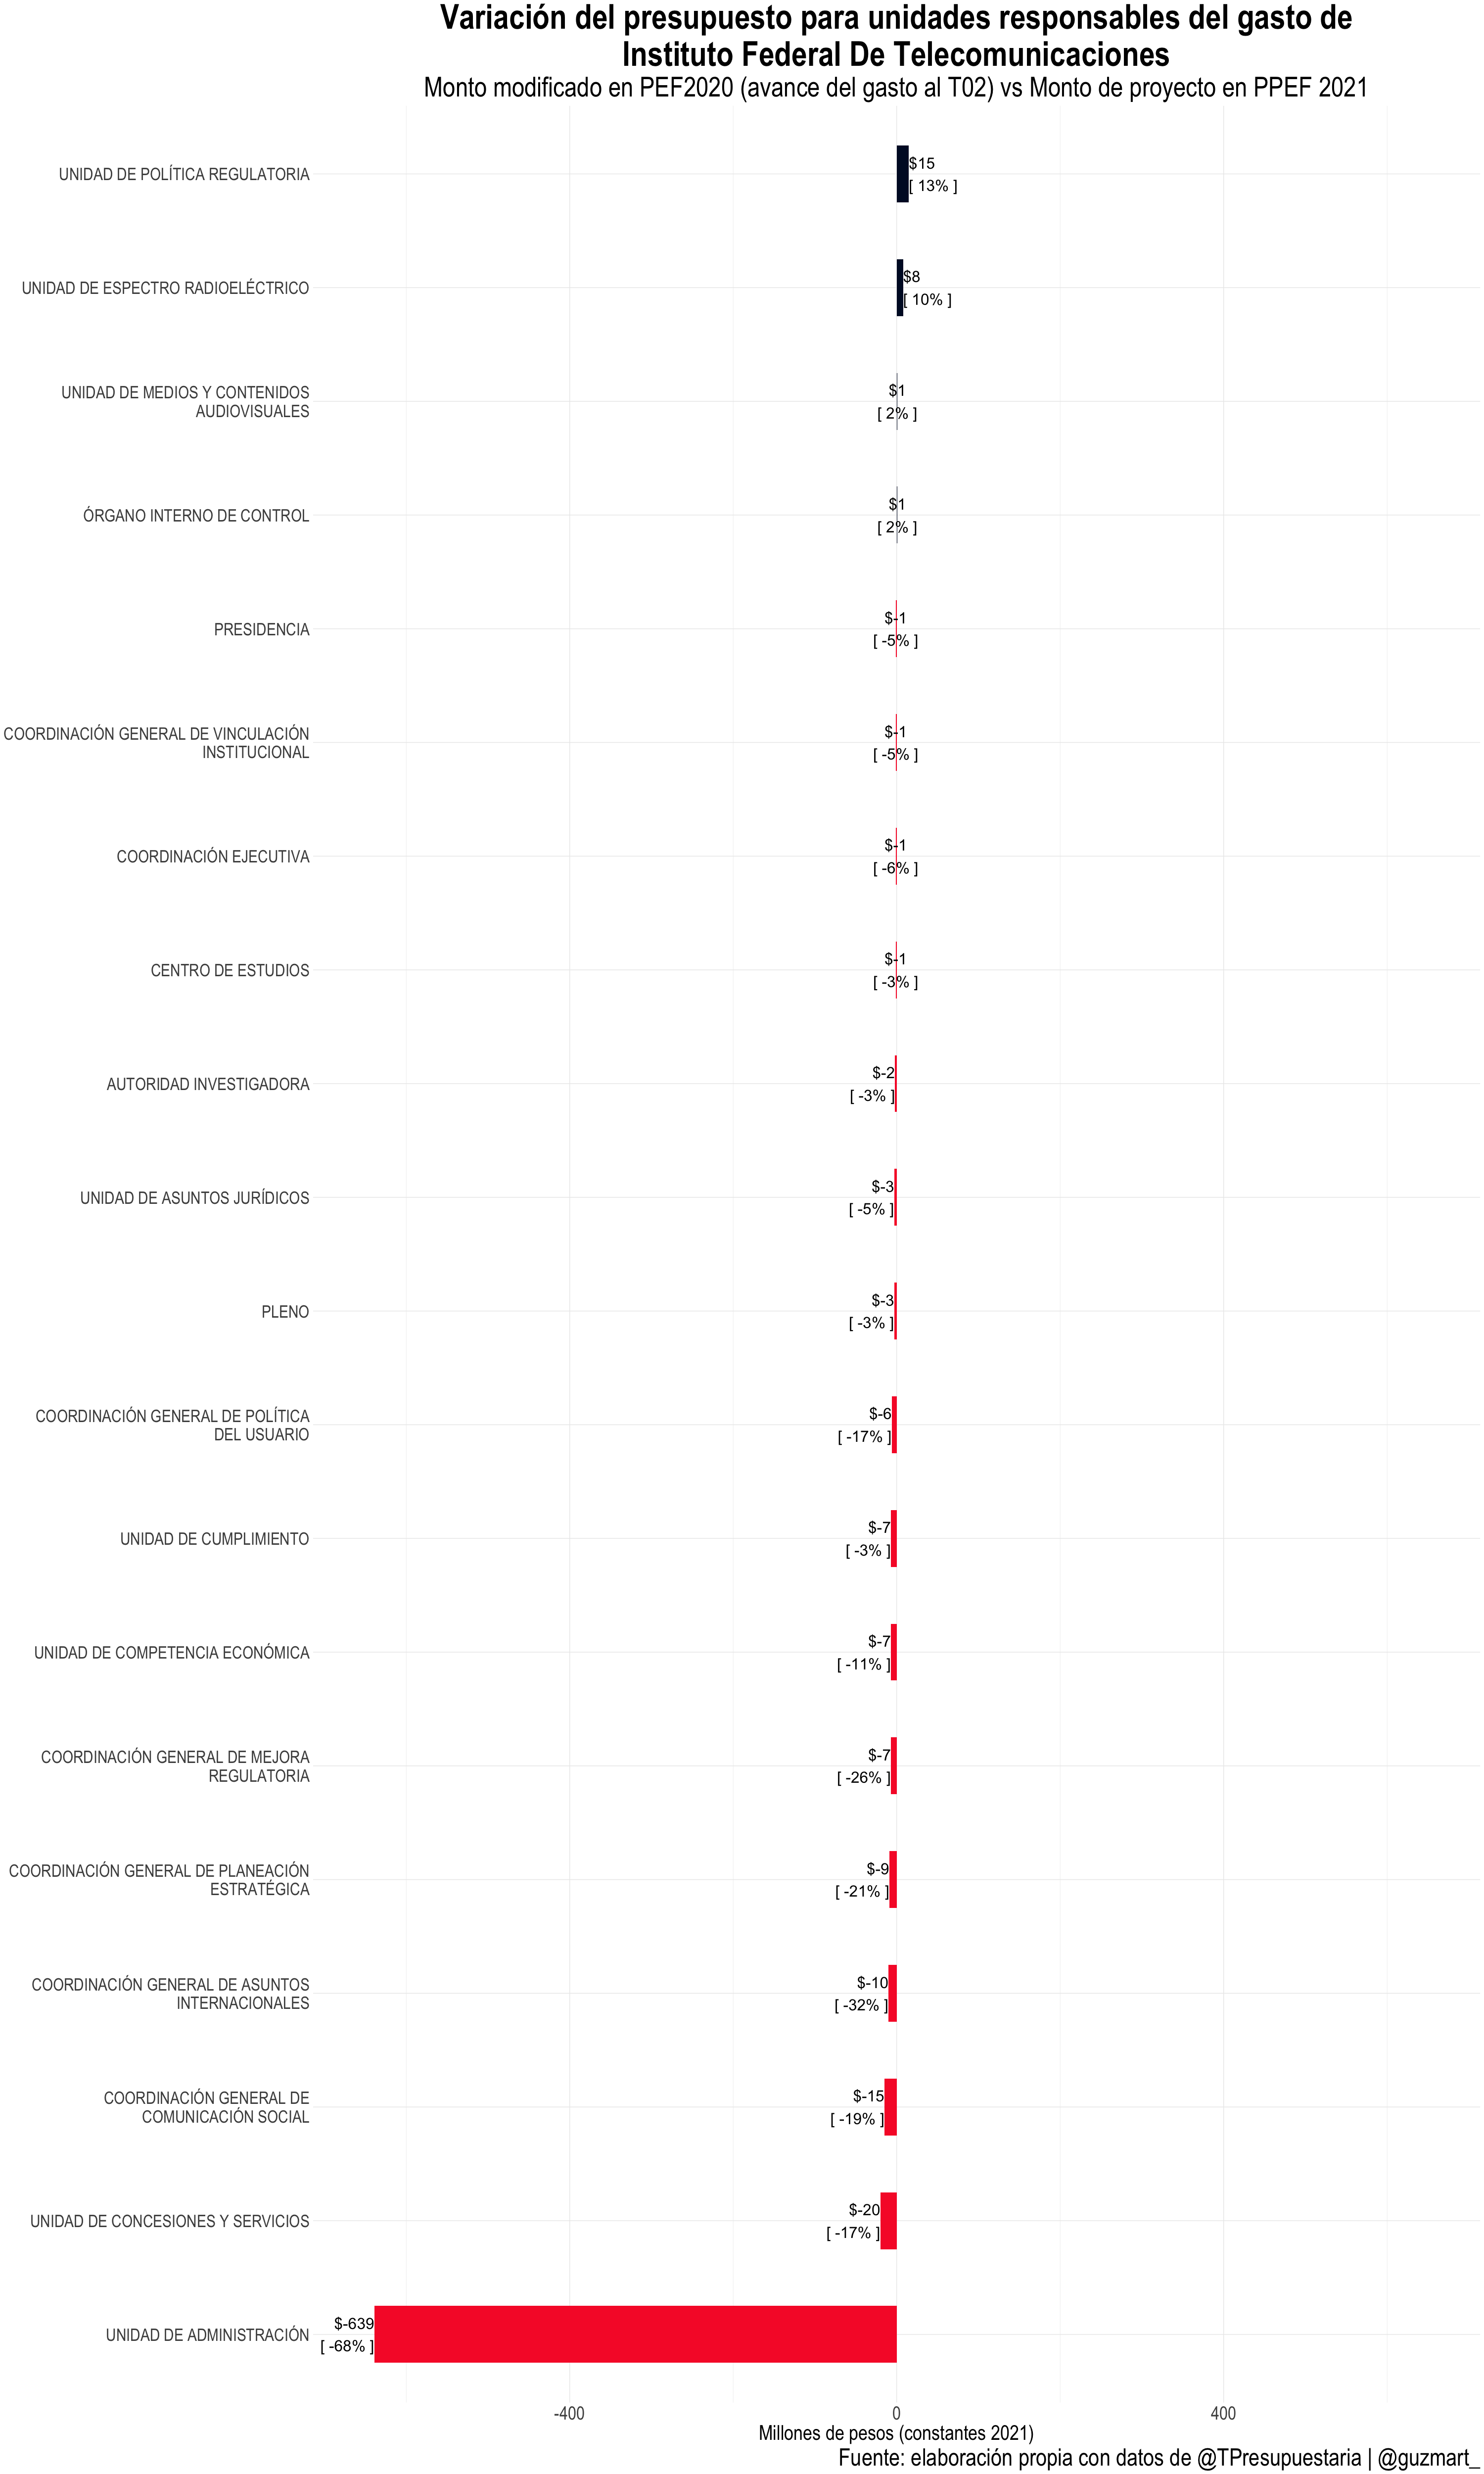 Variación del presupuesto para unidades responsables del gasto de
Instituto Federal De Telecomunicaciones
Monto modificado en PEF2020 (avance del gasto al T02) vs Monto de proyecto en PPEF 2021
UNIDAD DE POLÍTICA REGULATORIA
$15
[ 13% ]
UNIDAD DE ESPECTRO RADIOELÉCTRICO
$8
[ 10% ]
UNIDAD DE MEDIOS Y CONTENIDOS
AUDIOVISUALES
$1
[ 2% ]
ÓRGANO INTERNO DE CONTROL
$1
[ 2% ]
PRESIDENCIA
$-1
[ -5% ]
COORDINACIÓN GENERAL DE VINCULACIÓN
INSTITUCIONAL
$-1
[ -5% ]
COORDINACIÓN EJECUTIVA
$-1
[ -6% ]
CENTRO DE ESTUDIOS
$-1
[ -3% ]
AUTORIDAD INVESTIGADORA
$-2
[ -3% ]
UNIDAD DE ASUNTOS JURÍDICOS
$-3
[ -5% ]
PLENO
$-3
[ -3% ]
COORDINACIÓN GENERAL DE POLÍTICA
DEL USUARIO
$-6
[ -17% ]
UNIDAD DE CUMPLIMIENTO
$-7
[ -3% ]
UNIDAD DE COMPETENCIA ECONÓMICA
$-7
[ -11% ]
COORDINACIÓN GENERAL DE MEJORA
REGULATORIA
$-7
[ -26% ]
COORDINACIÓN GENERAL DE PLANEACIÓN
ESTRATÉGICA
$-9
[ -21% ]
COORDINACIÓN GENERAL DE ASUNTOS
INTERNACIONALES
$-10
[ -32% ]
COORDINACIÓN GENERAL DE
COMUNICACIÓN SOCIAL
$-15
[ -19% ]
UNIDAD DE CONCESIONES Y SERVICIOS
$-20
[ -17% ]
UNIDAD DE ADMINISTRACIÓN
$-639
[ -68% ]
-400
0
400
Millones de pesos (constantes 2021)
Fuente: elaboración propia con datos de @TPresupuestaria | @guzmart_